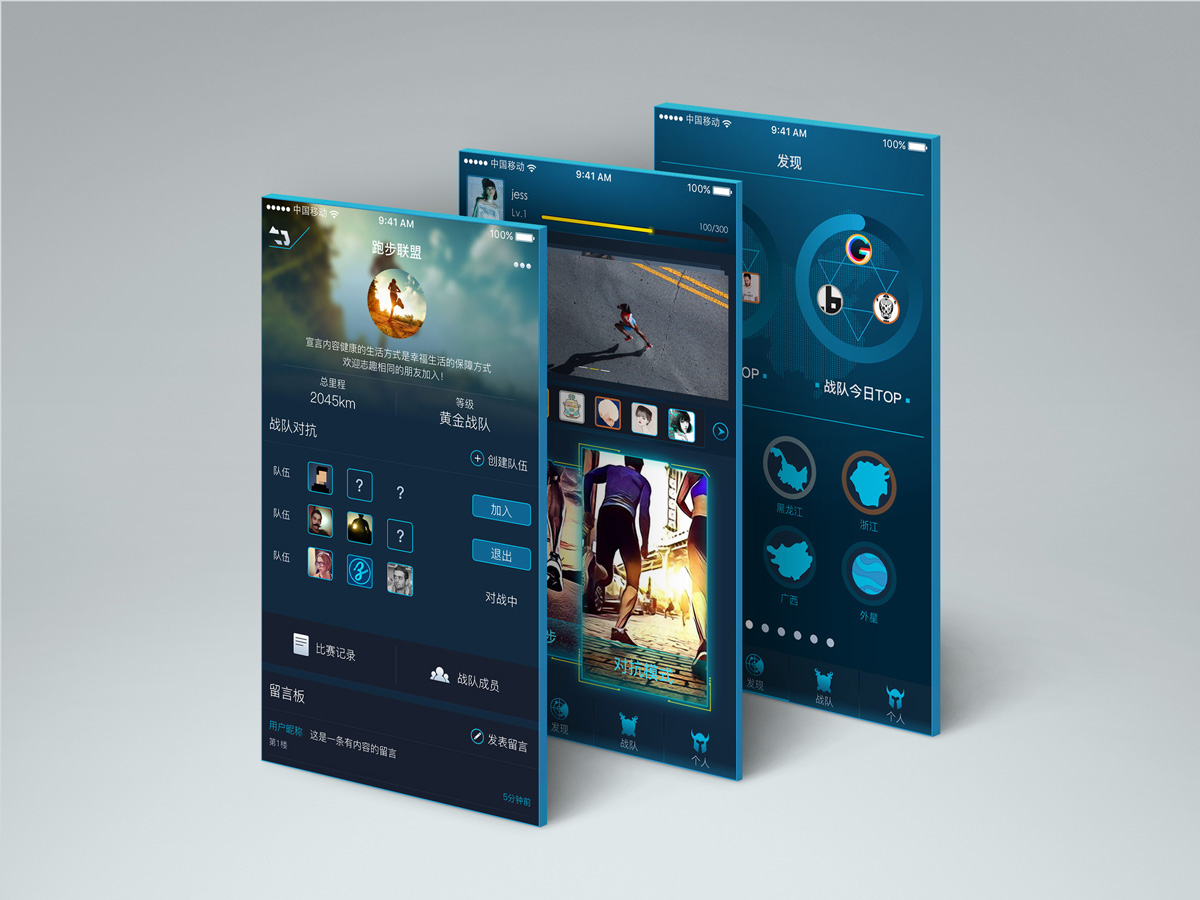 中国移动
9:41 AM
100%
跑步联盟
宣言内容健康的生活方式是幸福生活的保障方式
欢迎志趣相同的朋友加入！
总里程
2045km
等级
黄金战队
战队对抗
创建队伍
队伍
?
?
加入
队伍
?
退出
队伍
对战中
比赛记录
战队成员
留言板
用户昵称
这是一条有内容的留言
发表留言
第1楼
5分钟前
中国移动
9:41 AM
100%
jess
Lv.1
100/300
步
对抗模式
发现
战队
个人
中国移动
9:41 AM
100%
发现
G
b
OP
战队今日TOP
黑龙江
浙江
广西
外星
发现
战队
个人